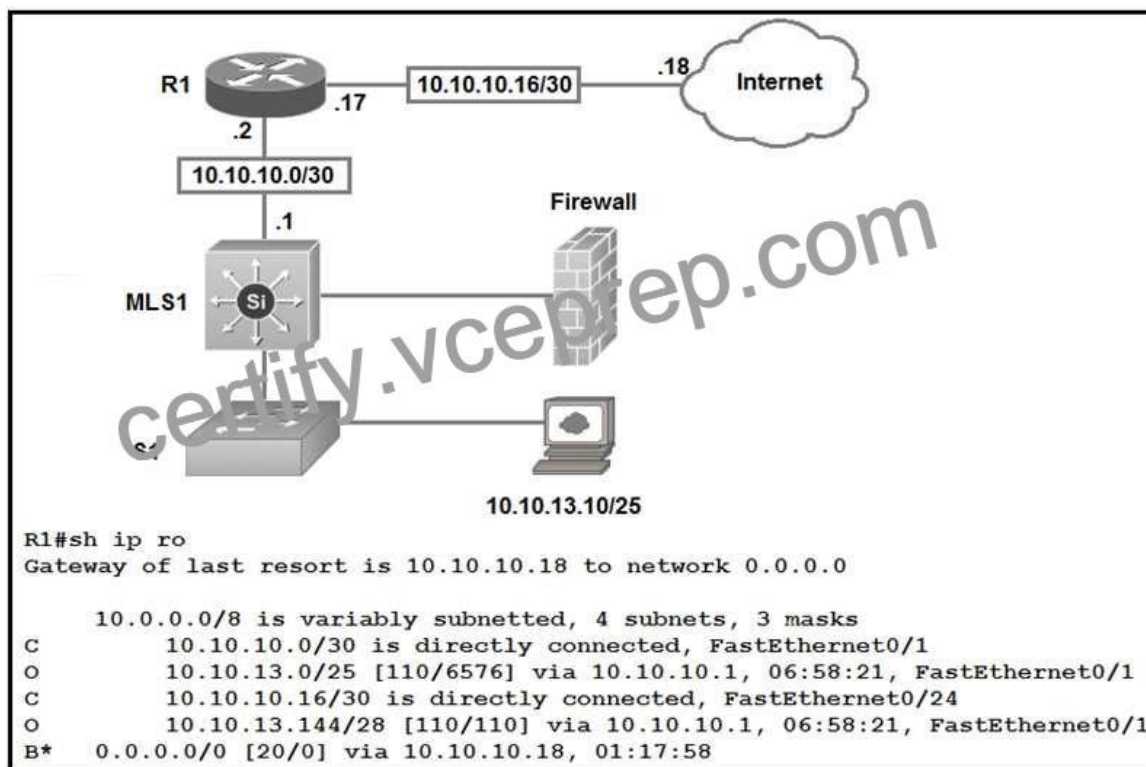 R1
.17
10.10.10.16/30
.18
Internet
.2
10.10.10.0/30
.1
Firewall
MLS1
Si
certify.vceprep.com
S1
10.10.13.10/25
R1#sh ip ro
Gateway of last resort is 10.10.10.18 to network 0.0.0.0
10.0.0.0/8 is variably subnetted, 4 subnets, 3 masks
C 10.10.10.0/30 is directly connected, FastEthernet0/1
O 10.10.13.0/25 [110/6576] via 10.10.10.1, 06:58:21, FastEthernet0/1
C 10.10.10.16/30 is directly connected, FastEthernet0/24
O 10.10.13.144/28 [110/110] via 10.10.10.1, 06:58:21, FastEthernet0/1
B* 0.0.0.0/0 [20/0] via 10.10.10.18, 01:17:58